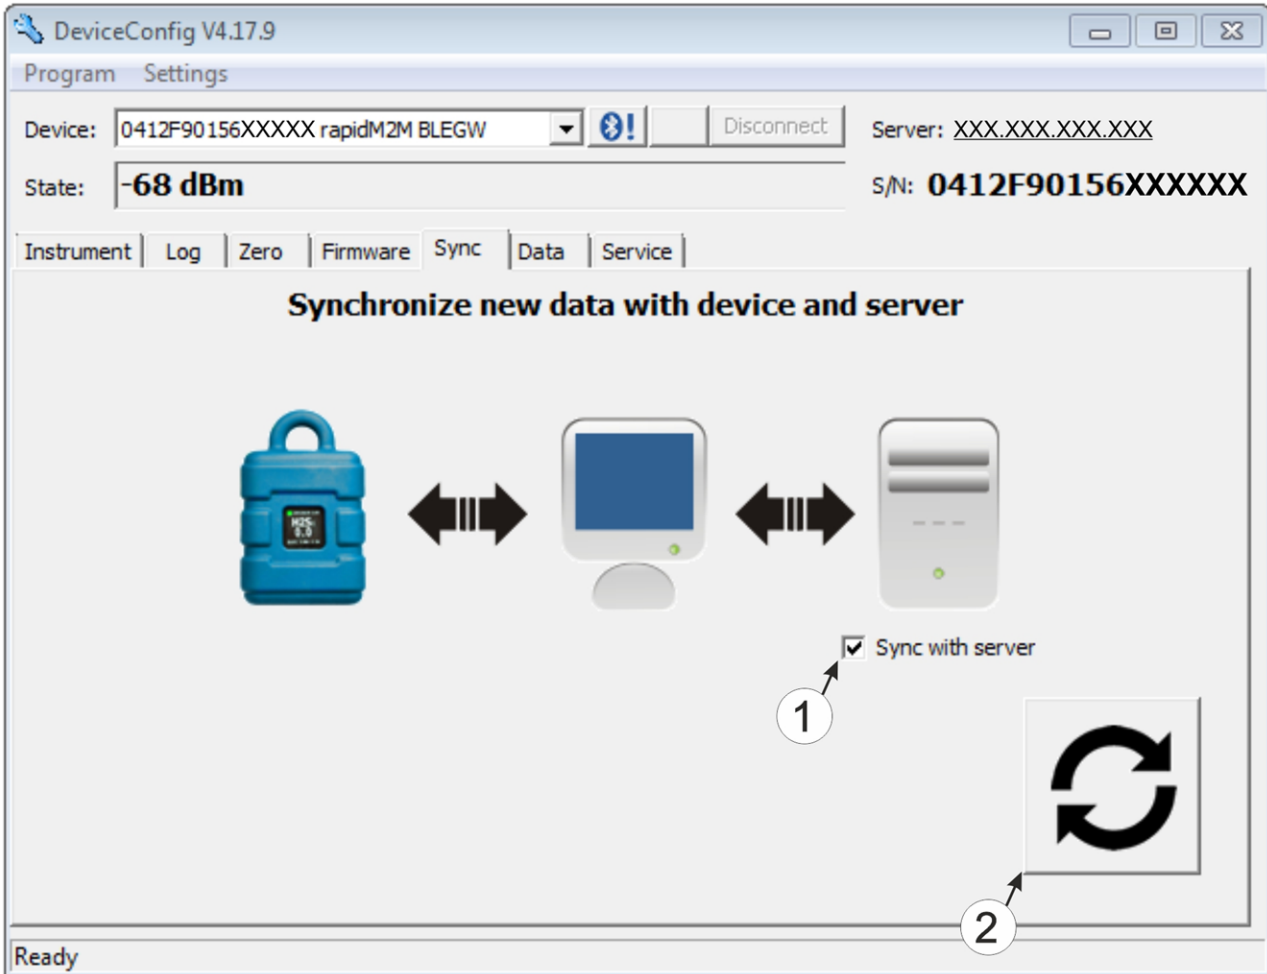 DeviceConfig V4.17.9
Program Settings
Device: 0412F90156XXXXX rapidM2M BLEGW Disconnect Server: XXX.XXX.XXX.XXX
State: -68 dBm S/N: 0412F90156XXXXXX
Instrument Log Zero Firmware Sync Data Service
Synchronize new data with device and server
0.0
Sync with server
1
2
Ready